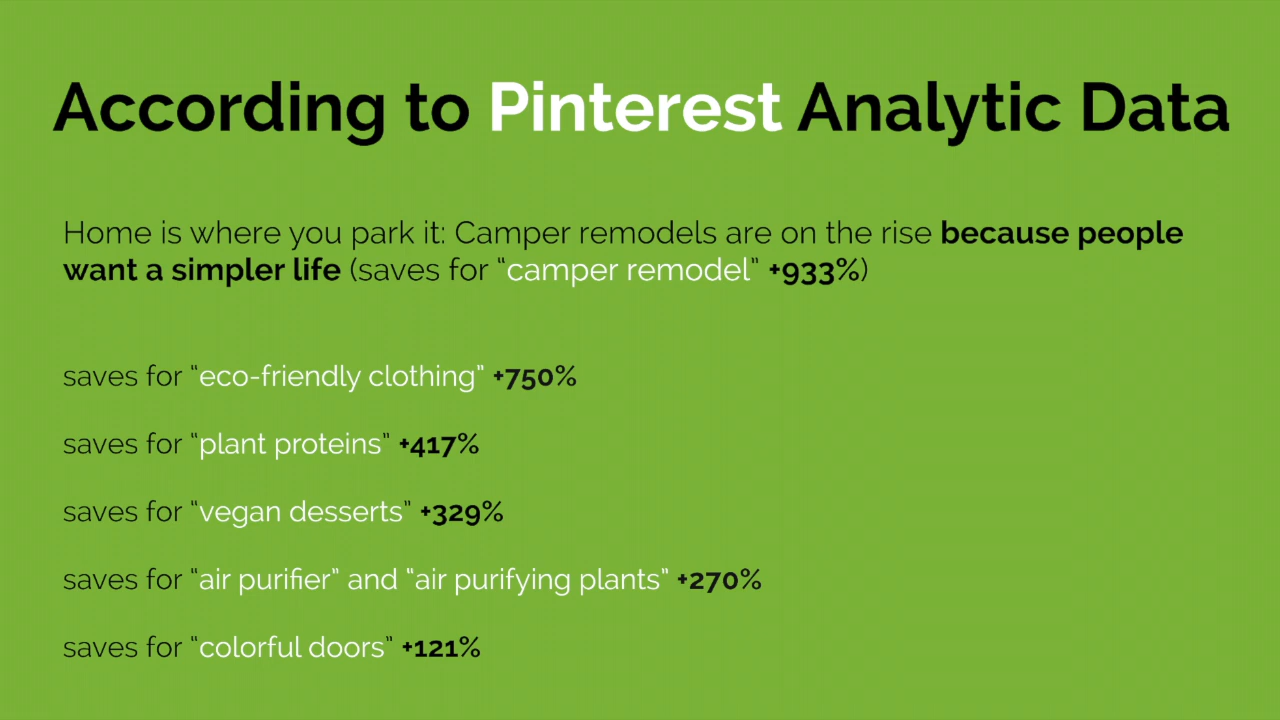 According to Pinterest Analytic Data
Home is where you park it: Camper remodels are on the rise because people
want a simpler life (saves for “camper remodel” +933%)
saves for “eco-friendly clothing” +750%
saves for “plant proteins” +417%
saves for “vegan desserts” +329%
saves for “air purifier” and “air purifying plants” +270%
saves for “colorful doors” +121%